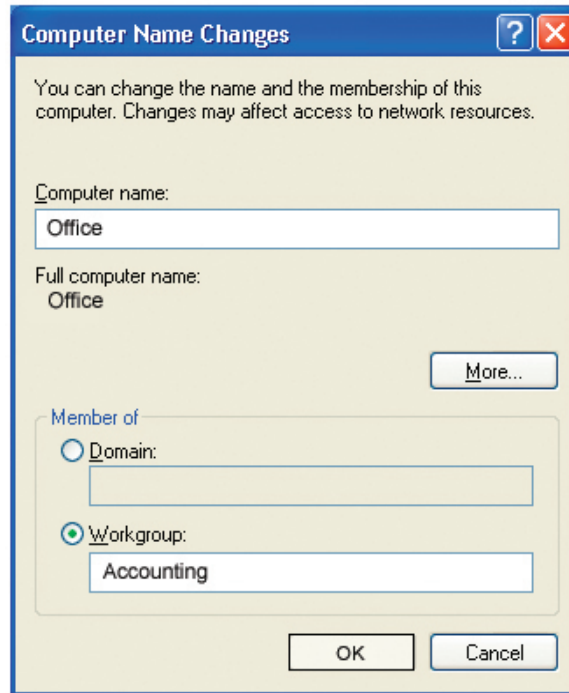 Computer Name Changes
You can change the name and the membership of this
computer. Changes may affect access to network resources.
Computer name:
Office
Full computer name:
Office
More...
Member of
Domain:
Workgroup:
Accounting
OK Cancel